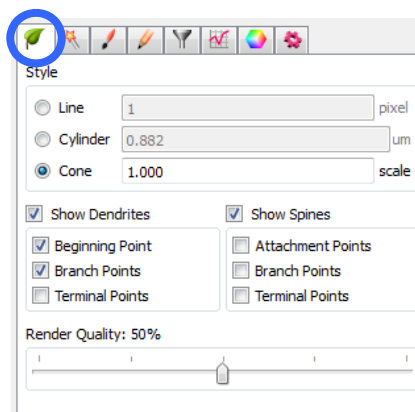 Style
Line 1 pixel
Cylinder 0.882 um
Cone 1.000 scale
Show Dendrites Show Spines
Beginning Point Attachment Points
Branch Points Branch Points
Terminal Points Terminal Points
Render Quality: 50%